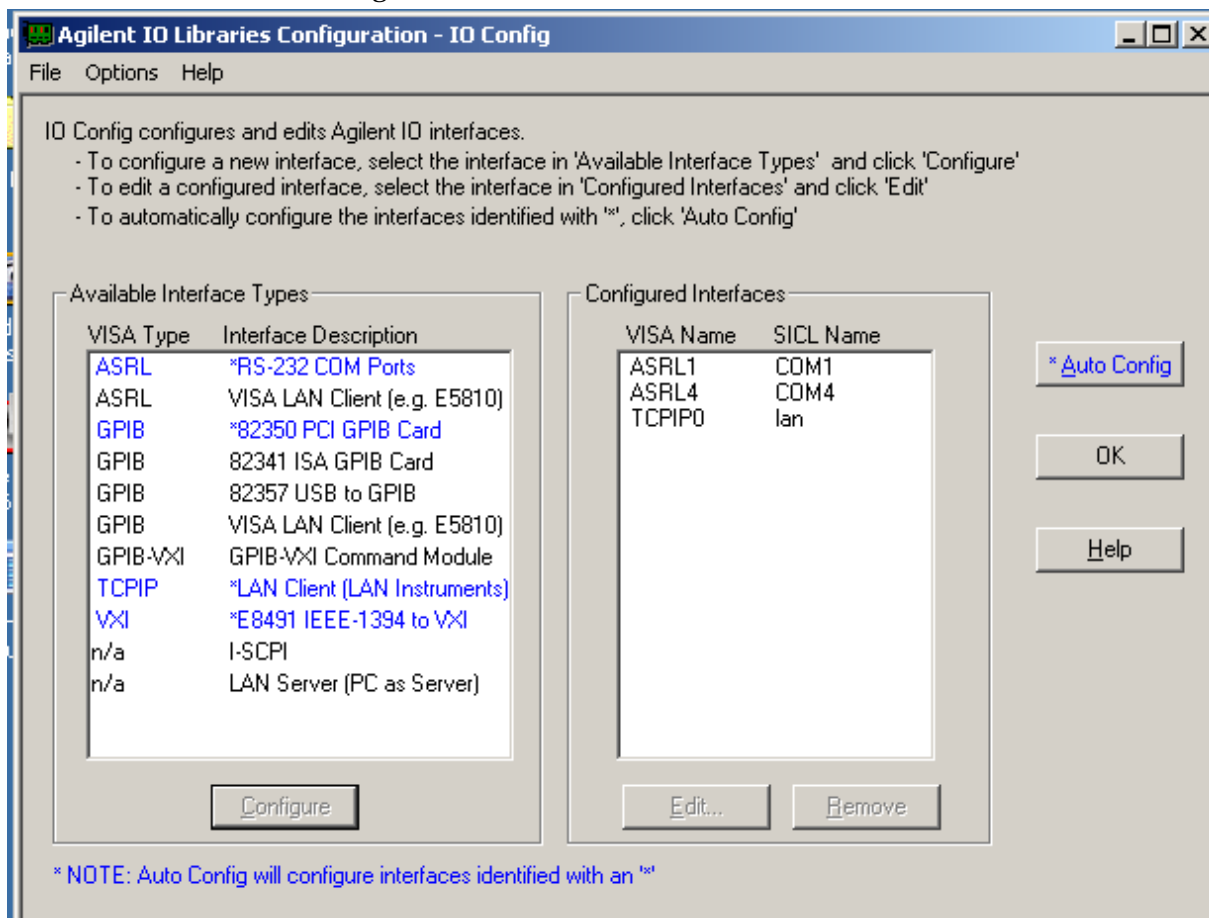 Agilent IO Libraries Configuration - IO Config
File Options Help
IO Config configures and edits Agilent IO interfaces.
- To configure a new interface, select the interface in 'Available Interface Types' and click 'Configure'
- To edit a configured interface, select the interface in 'Configured Interfaces' and click 'Edit'
- To automatically configure the interfaces identified with '*', click 'Auto Config'
Available Interface Types
VISA Type Interface Description
ASRL *RS-232 COM Ports
ASRL VISA LAN Client (e.g. E5810)
GPIB *82350 PCI GPIB Card
GPIB 82341 ISA GPIB Card
GPIB 82357 USB to GPIB
GPIB VISA LAN Client (e.g. E5810)
GPIB-VXI GPIB-VXI Command Module
TCPIP *LAN Client (LAN Instruments)
VXI *E8491 IEEE-1394 to VXI
n/a I-SCPI
n/a LAN Server (PC as Server)
Configure
Configured Interfaces
VISA Name SICL Name
ASRL1 COM1
ASRL4 COM4
TCPIP0 lan
Edit... Remove
* Auto Config
OK
Help
* NOTE: Auto Config will configure interfaces identified with an '*'